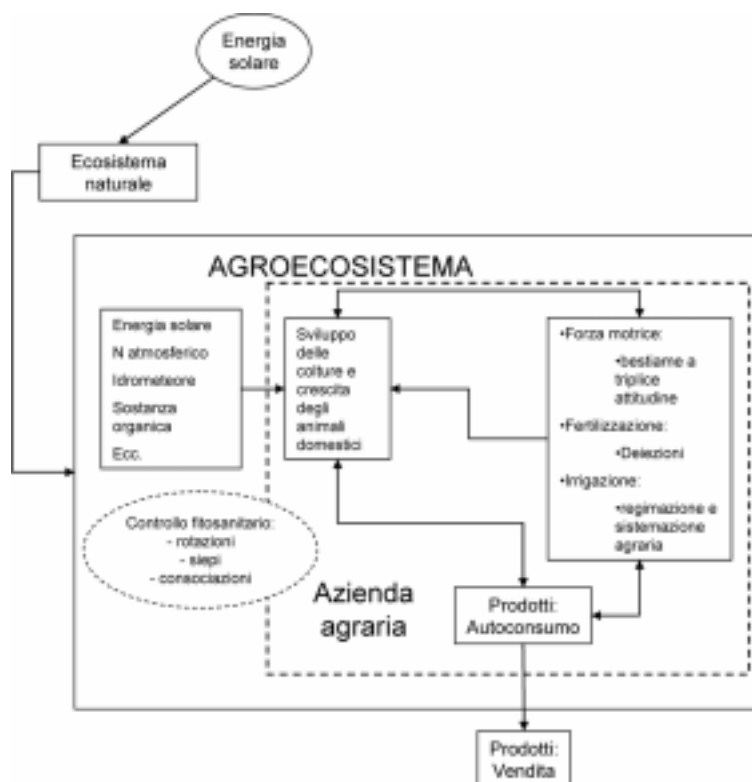 Energia
solare
Ecosistema
naturale
AGROECOSISTEMA
Energia solare
N atmosferico
Idrometeore
Sostanza
organica
Ecc.
Sviluppo
delle
colture e
crescita
degli
animali
domestici
•Forza motrice:
•bestiame a
triplice
attitudine
•Fertilizzazione:
•Deiezioni
•Irrigazione:
•regimazione e
sistemazione
agraria
Controllo fitosanitario:
- rotazioni
- siepi
- consociazioni
Azienda
agraria
Prodotti:
Autoconsumo
Prodotti:
Vendita